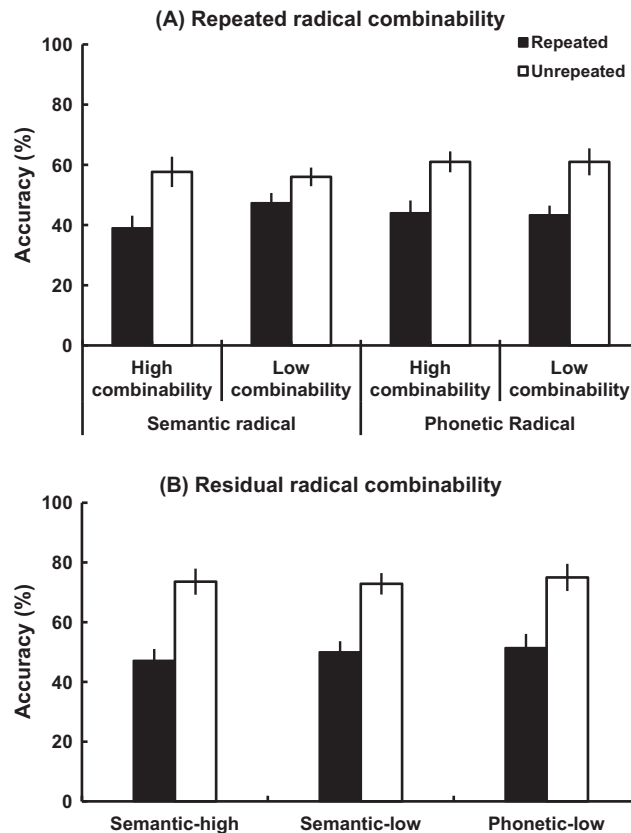 (A) Repeated radical combinability
Repeated
Unrepeated
Accuracy (%)
100
80
60
40
20
0
High combinability
Low combinability
High combinability
Low combinability
Semantic radical
Phonetic Radical
(B) Residual radical combinability
Accuracy (%)
100
80
60
40
20
0
Semantic-high
Semantic-low
Phonetic-low